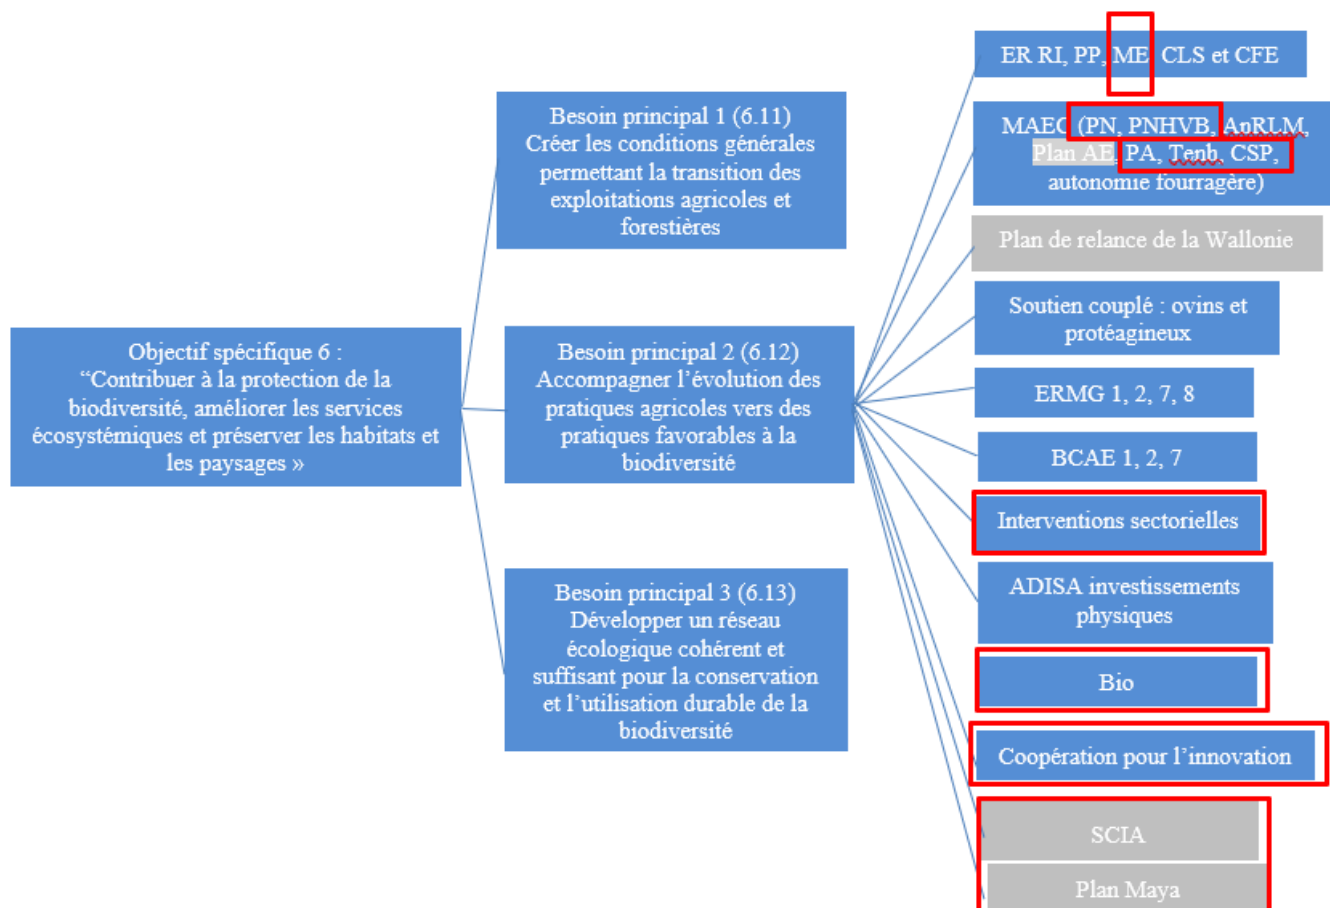 Objectif spécifique 6 :
“Contribuer à la protection de la
biodiversité, améliorer les services
écosystémiques et préserver les habitats et
les paysages »
Besoin principal 1 (6.11)
Créer les conditions générales
permettant la transition des
exploitations agricoles et
forestières
Besoin principal 2 (6.12)
Accompagner l’évolution des
pratiques agricoles vers des
pratiques favorables à la
biodiversité
Besoin principal 3 (6.13)
Développer un réseau
écologique cohérent et
suffisant pour la conservation
et l’utilisation durable de la
biodiversité
ER RI, PP, ME, CLS et CFE
MAEC (PN, PNHVB, AnRLM,
Plan AE, PA, Tenh, CSP,
autonomie fourragère)
Plan de relance de la Wallonie
Soutien couplé : ovins et
protéagineux
ERMG 1, 2, 7, 8
BCAE 1, 2, 7
Interventions sectorielles
ADISA investissements
physiques
Bio
Coopération pour l’innovation
SCIA
Plan Maya